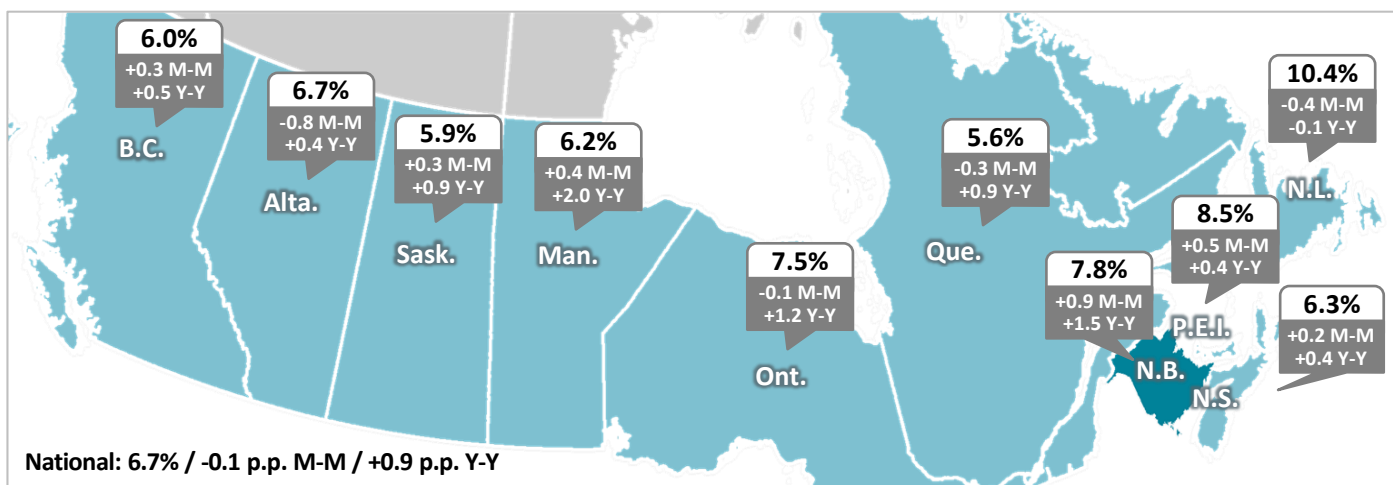 6.0%
+0.3 M-M
+0.5 Y-Y
B.C.
6.7%
-0.8 M-M
+0.4 Y-Y
Alta.
5.9%
+0.3 M-M
+0.9 Y-Y
Sask.
6.2%
+0.4 M-M
+2.0 Y-Y
Man.
7.5%
-0.1 M-M
+1.2 Y-Y
Ont.
5.6%
-0.3 M-M
+0.9 Y-Y
Que.
10.4%
-0.4 M-M
-0.1 Y-Y
N.L.
8.5%
+0.5 M-M
+0.4 Y-Y
P.E.I.
7.8%
+0.9 M-M
+1.5 Y-Y
N.B.
6.3%
+0.2 M-M
+0.4 Y-Y
N.S.
National: 6.7% / -0.1 p.p. M-M / +0.9 p.p. Y-Y